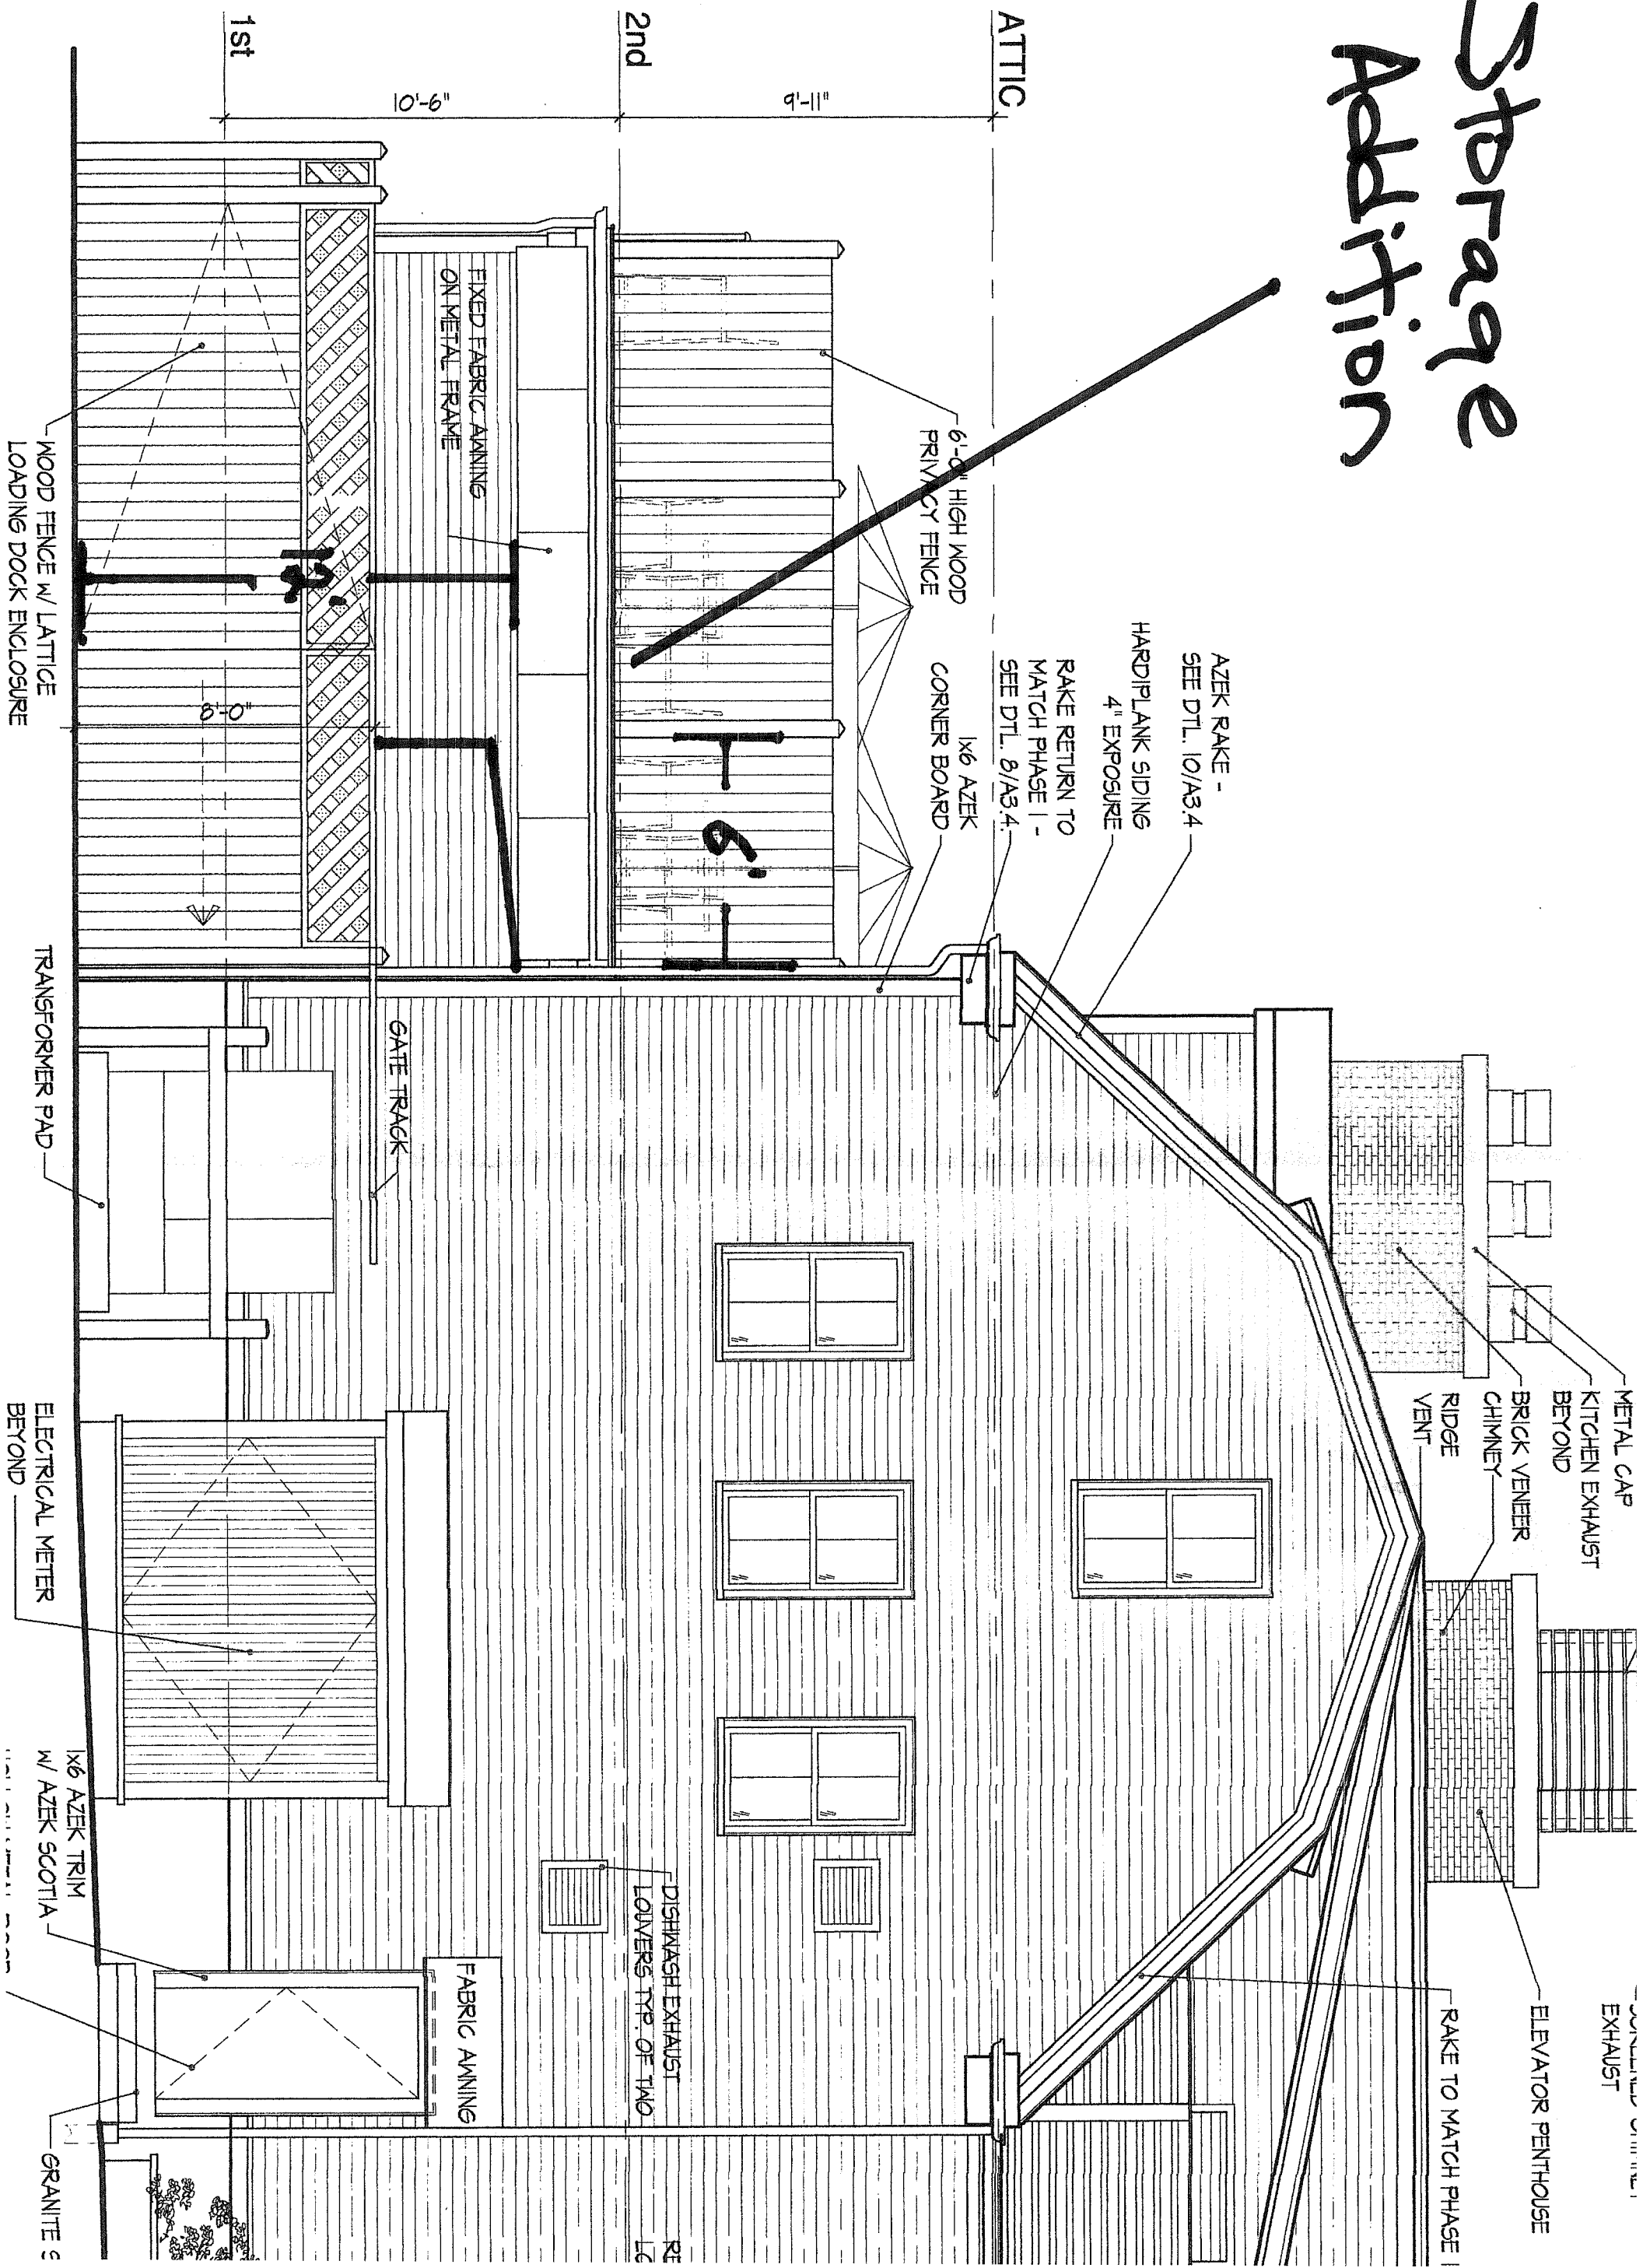 Storage
Addition
ATTIC
2nd
1st
9'-11"
10'-6"
METAL CAP
KITCHEN EXHAUST
BEYOND
BRICK VENEER
CHIMNEY
RIDGE
VENT
EXHAUST
ELEVATOR PENTHOUSE
RAKE TO MATCH PHASE I
AZEK RAKE -
SEE DTL. 10/A3.4
HARDIPLANK SIDING
4" EXPOSURE
RAKE RETURN TO
MATCH PHASE I -
SEE DTL. 8/A3.4.
1x6 AZEK
CORNER BOARD
6'-0" HIGH WOOD
PRIVACY FENCE
FIXED FABRIC AWNING
ON METAL FRAME
8'-0"
GATE TRACK
DISHWASH EXHAUST
LOUVERS TYP. OF TWO
FABRIC AWNING
WOOD FENCE W/ LATTICE
LOADING DOCK ENCLOSURE
TRANSFORMER PAD
ELECTRICAL METER
BEYOND
1x6 AZEK TRIM
W/ AZEK SCOTIA
GRANITE